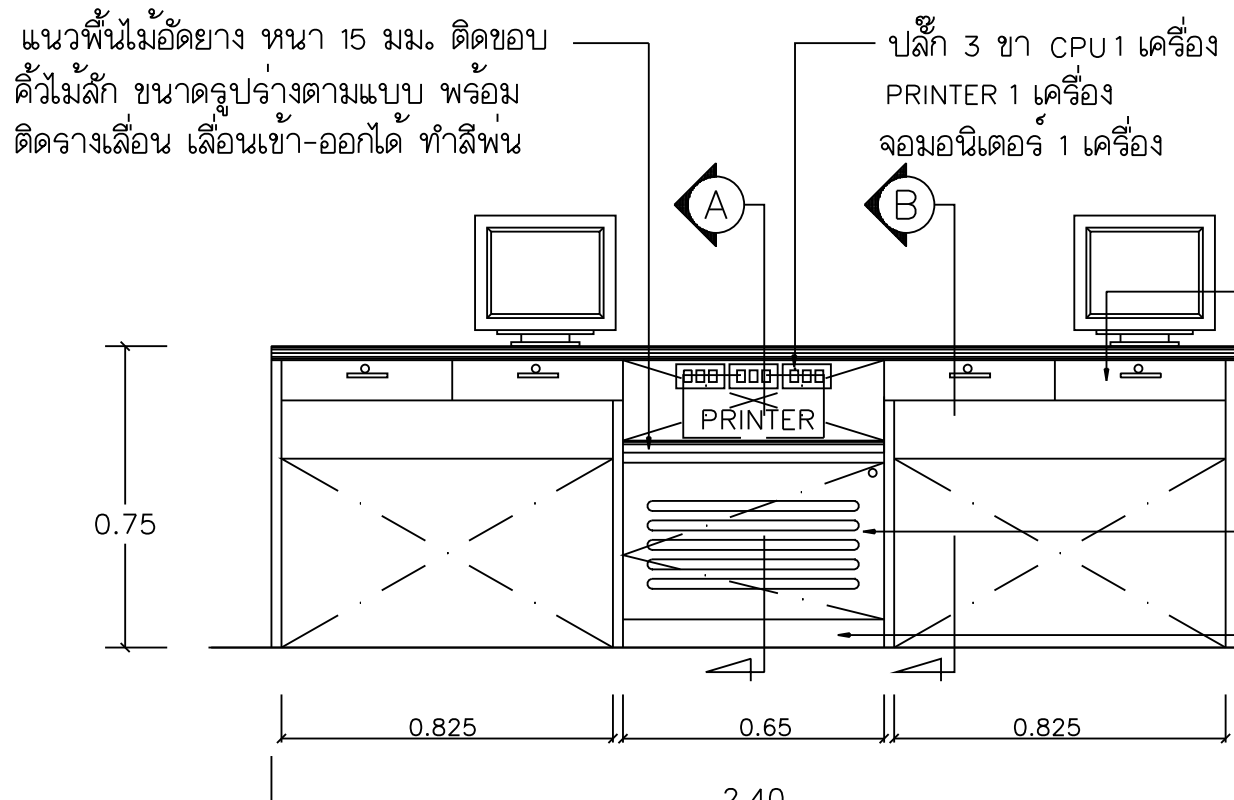 แนวพื้นไม้อัดยาง หนา 15 มม. ติดขอบ
คิ้วไม้สัก ขนาดรูปร่างตามแบบ พร้อม
ติดรางเลื่อน เลื่อนเข้า-ออกได้ ทำสีพ่น
ปลั๊ก 3 ขา CPU 1 เครื่อง
PRINTER 1 เครื่อง
จอมอนิเตอร์ 1 เครื่อง
A
B
PRINTER
0.75
0.825
0.65
0.825
2.40